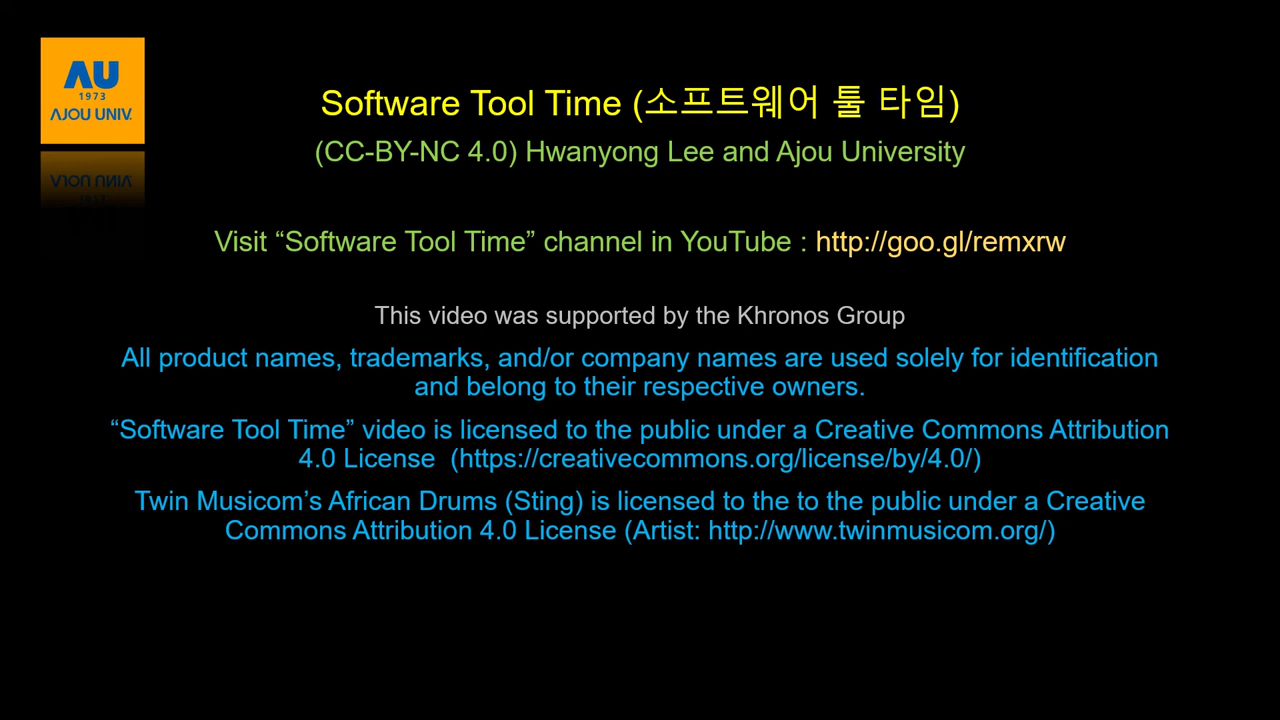 AU
1973
AJOU UNIV.
Software Tool Time (소프트웨어 툴 타임)
(CC-BY-NC 4.0) Hwanyong Lee and Ajou University
Visit “Software Tool Time” channel in YouTube : http://goo.gl/remxrw
This video was supported by the Khronos Group
All product names, trademarks, and/or company names are used solely for identification
and belong to their respective owners.
“Software Tool Time” video is licensed to the public under a Creative Commons Attribution
4.0 License  (https://creativecommons.org/license/by/4.0/)
Twin Musicom’s African Drums (Sting) is licensed to the to the public under a Creative
Commons Attribution 4.0 License (Artist: http://www.twinmusicom.org/)